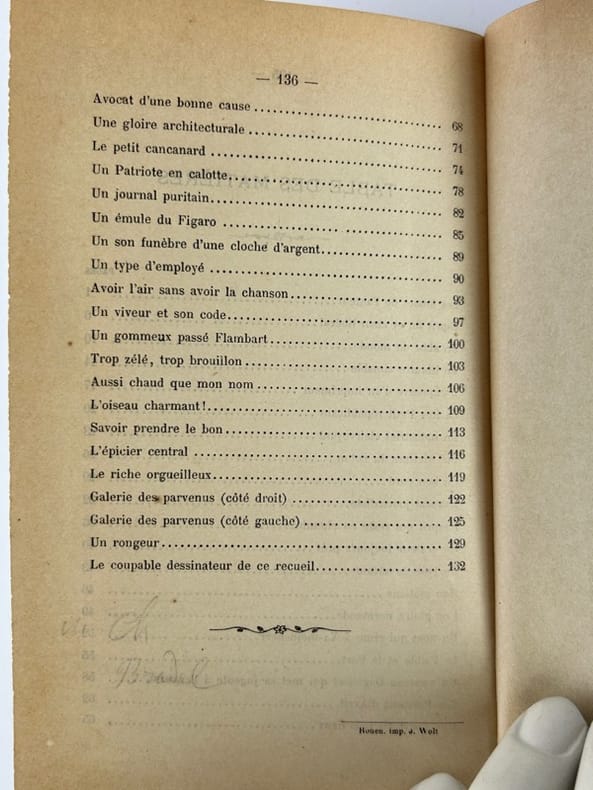 — 136 —
Avocat d'une bonne cause 68
Une gloire architecturale 71
Le petit cancanard 74
Un Patriote en calotte 78
Un journal puritain 82
Un émule du Figaro 85
Un son funèbre d'une cloche d'argent 89
Un type d'employé 90
Avoir l'air sans avoir la chanson 93
Un viveur et son code 97
Un gommeux passé Flambart 100
Trop zélé, trop brouillon 103
Aussi chaud que mon nom 106
L'oiseau charmant! 109
Savoir prendre le bon 113
L'épicier central 116
Le riche orgueilleux 119
Galerie des parvenus (côté droit) 122
Galerie des parvenus (côté gauche) 125
Un rongeur 129
Le coupable dessinateur de ce recueil 132
Rouen. imp. J. Wolt